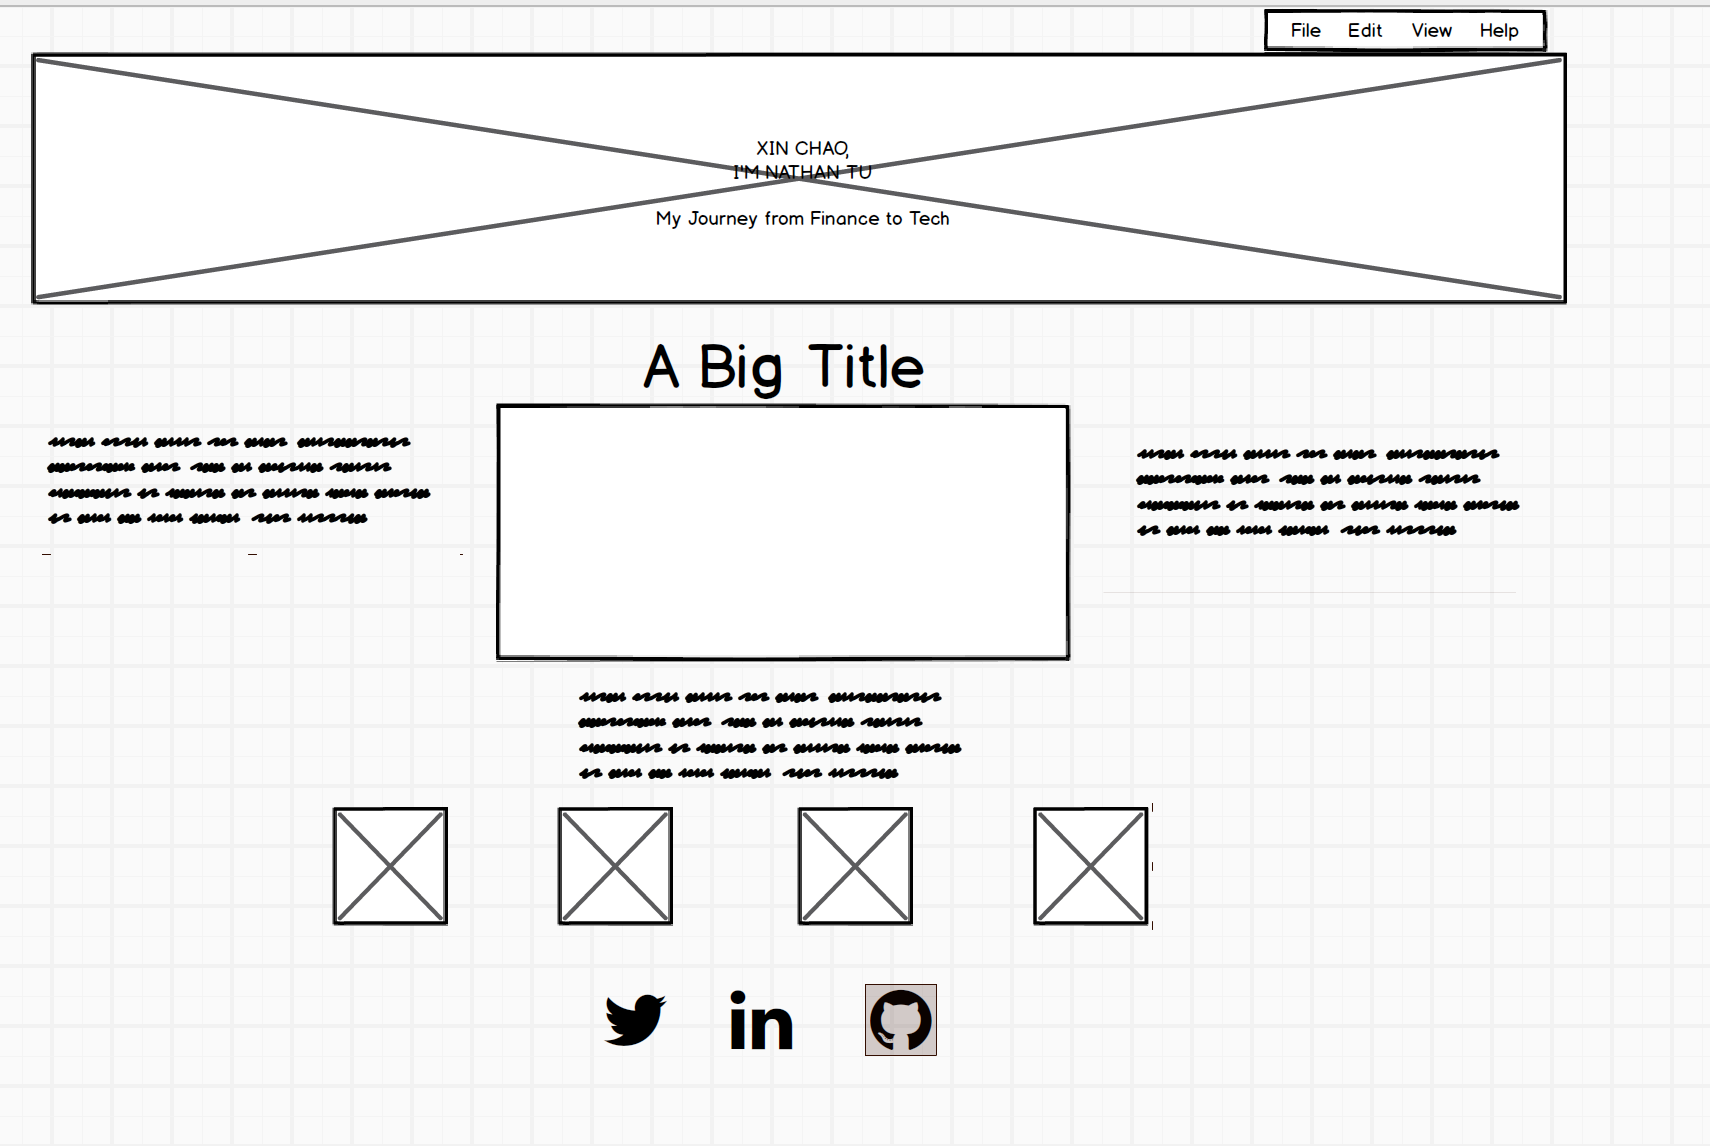 File Edit View Help
XIN CHAO,
I'M NATHAN TU
My Journey from Finance to Tech
A Big Title
in